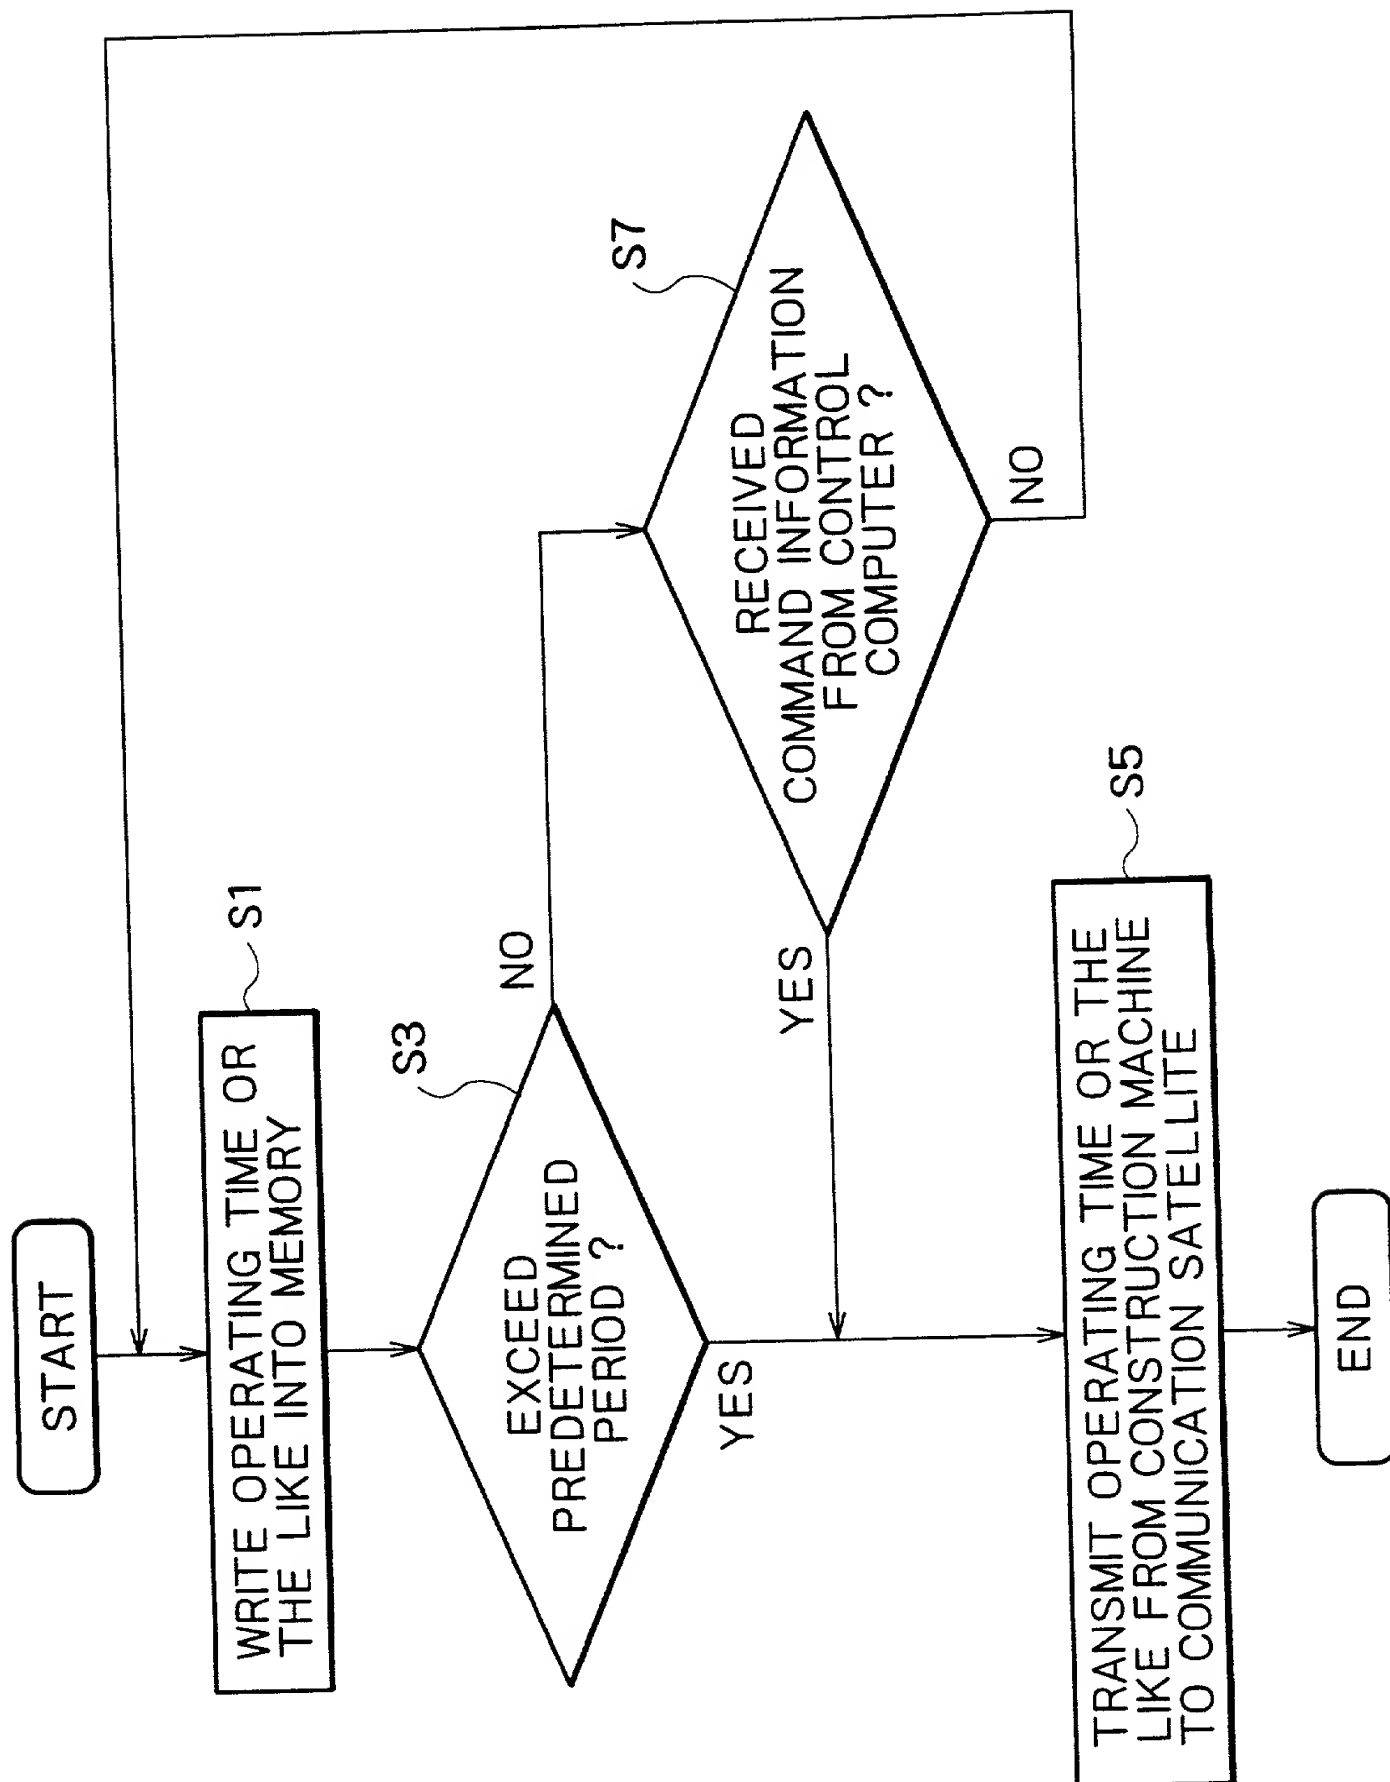 START
S1
WRITE OPERATING TIME OR
THE LIKE INTO MEMORY
S3
EXCEED
PREDETERMINED
PERIOD ?
NO
YES
S7
RECEIVED
COMMAND INFORMATION
FROM CONTROL
COMPUTER ?
YES
NO
S5
TRANSMIT OPERATING TIME OR THE
LIKE FROM CONSTRUCTION MACHINE
TO COMMUNICATION SATELLITE
END